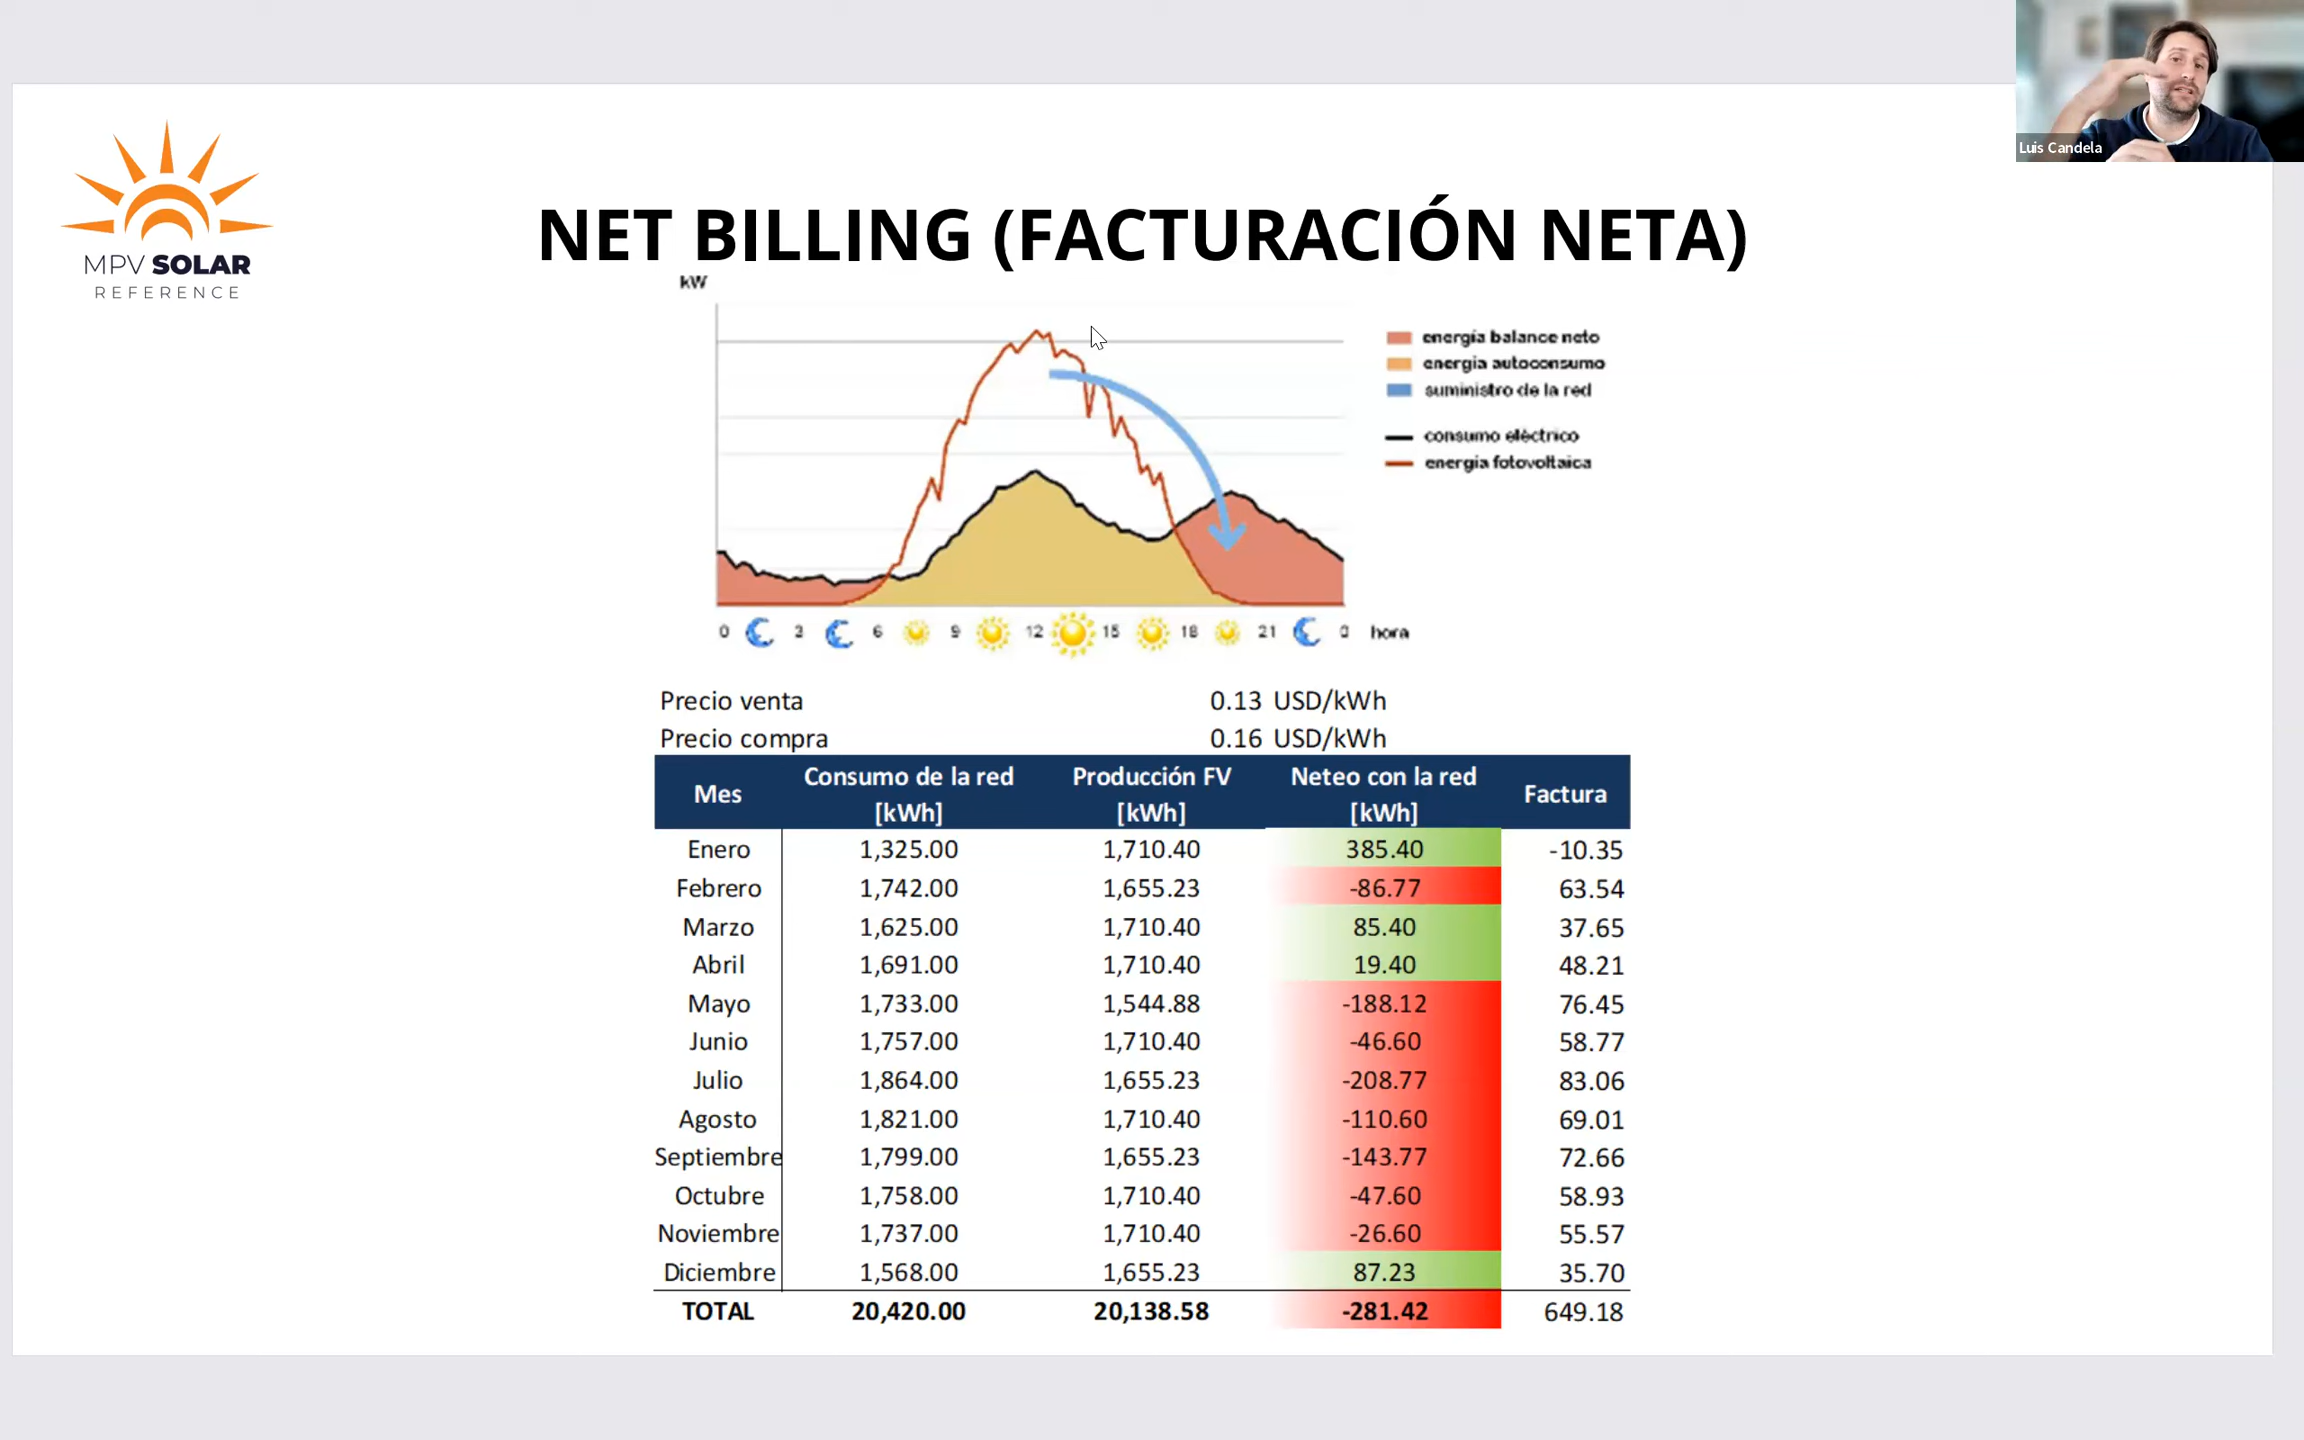 Luis Candela
MPV SOLAR
REFERENCE
NET BILLING (FACTURACIÓN NETA)
kW
energía balance neto
energía autoconsumo
suministro de la red
consumo eléctrico
energía fotovoltaica
0 3 6 9 12 15 18 21 0 hora
Precio venta 0.13 USD/kWh
Precio compra 0.16 USD/kWh
Mes Consumo de la red [kWh] Producción FV [kWh] Neteo con la red [kWh] Factura
Enero 1,325.00 1,710.40 385.40 -10.35
Febrero 1,742.00 1,655.23 -86.77 63.54
Marzo 1,625.00 1,710.40 85.40 37.65
Abril 1,691.00 1,710.40 19.40 48.21
Mayo 1,733.00 1,544.88 -188.12 76.45
Junio 1,757.00 1,710.40 -46.60 58.77
Julio 1,864.00 1,655.23 -208.77 83.06
Agosto 1,821.00 1,710.40 -110.60 69.01
Septiembre 1,799.00 1,655.23 -143.77 72.66
Octubre 1,758.00 1,710.40 -47.60 58.93
Noviembre 1,737.00 1,710.40 -26.60 55.57
Diciembre 1,568.00 1,655.23 87.23 35.70
TOTAL 20,420.00 20,138.58 -281.42 649.18